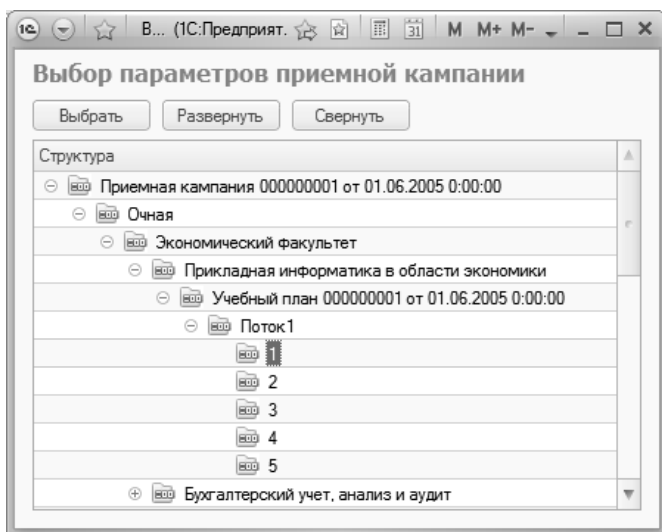 1С В... (1С:Предприят. 31 M M+ M-
Выбор параметров приемной кампании
Выбрать Развернуть Свернуть
Структура
Приемная кампания 000000001 от 01.06.2005 0:00:00
Очная
Экономический факультет
Прикладная информатика в области экономики
Учебный план 000000001 от 01.06.2005 0:00:00
Поток1
1
2
3
4
5
Бухгалтерский учет, анализ и аудит